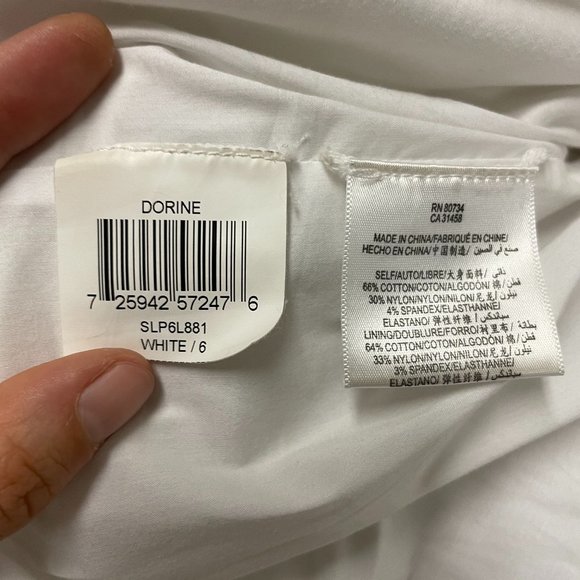 DORINE
7 25942 57247 6
SLP6L881
WHITE / 6
RN 80734
CA 31458
MADE IN CHINA/FABRIQUÉ EN CHINE/
HECHO EN CHINA/中国制造/ صنع في الصين
SELF/AUTO/LIBRE/大身面料/ ذاتي
66% COTTON/COTON/ALGODÓN/棉/ قطن
30% NYLON/NYLON/NILON/尼龙/ نيلون
4% SPANDEX/ELASTHANNE/
ELASTANO/弹性纤维/ سباندكس
LINING/DOUBLURE/FORRO/衬里布/ بطانة
64% COTTON/COTON/ALGODÓN/棉/ قطن
33% NYLON/NYLON/NILON/尼龙/ نيلون
3% SPANDEX/ELASTHANNE/
ELASTANO/弹性纤维/ سباندكس